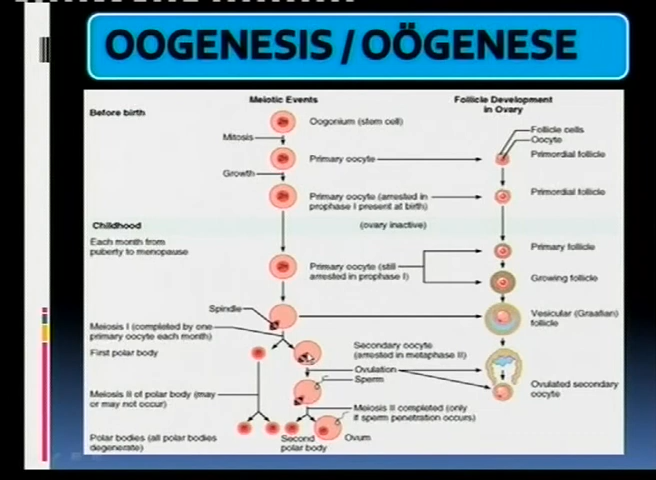 OOGENESIS / OÖGENESE
Meiotic Events
Follicle Development
in Ovary
Before birth
Oogonium (stem cell)
Follicle cells
Oocyte
Mitosis
Primary oocyte
Primordial follicle
Growth
Primary oocyte (arrested in
prophase I present at birth)
Primordial follicle
Childhood
(ovary inactive)
Each month from
puberty to menopause
Primary follicle
Primary oocyte (still
arrested in prophase I)
Growing follicle
Spindle
Vesicular (Graafian)
follicle
Meiosis I (completed by one
primary oocyte each month)
First polar body
Secondary oocyte
(arrested in metaphase II)
Ovulation
Sperm
Ovulated secondary
oocyte
Meiosis II of polar body (may
or may not occur)
Meiosis II completed (only
if sperm penetration occurs)
Polar bodies (all polar bodies
degenerate)
Second
polar body
Ovum